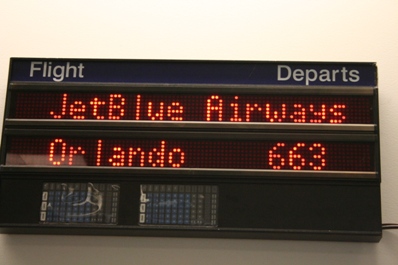 Flight Departs
JetBlue Airways
Orlando 663